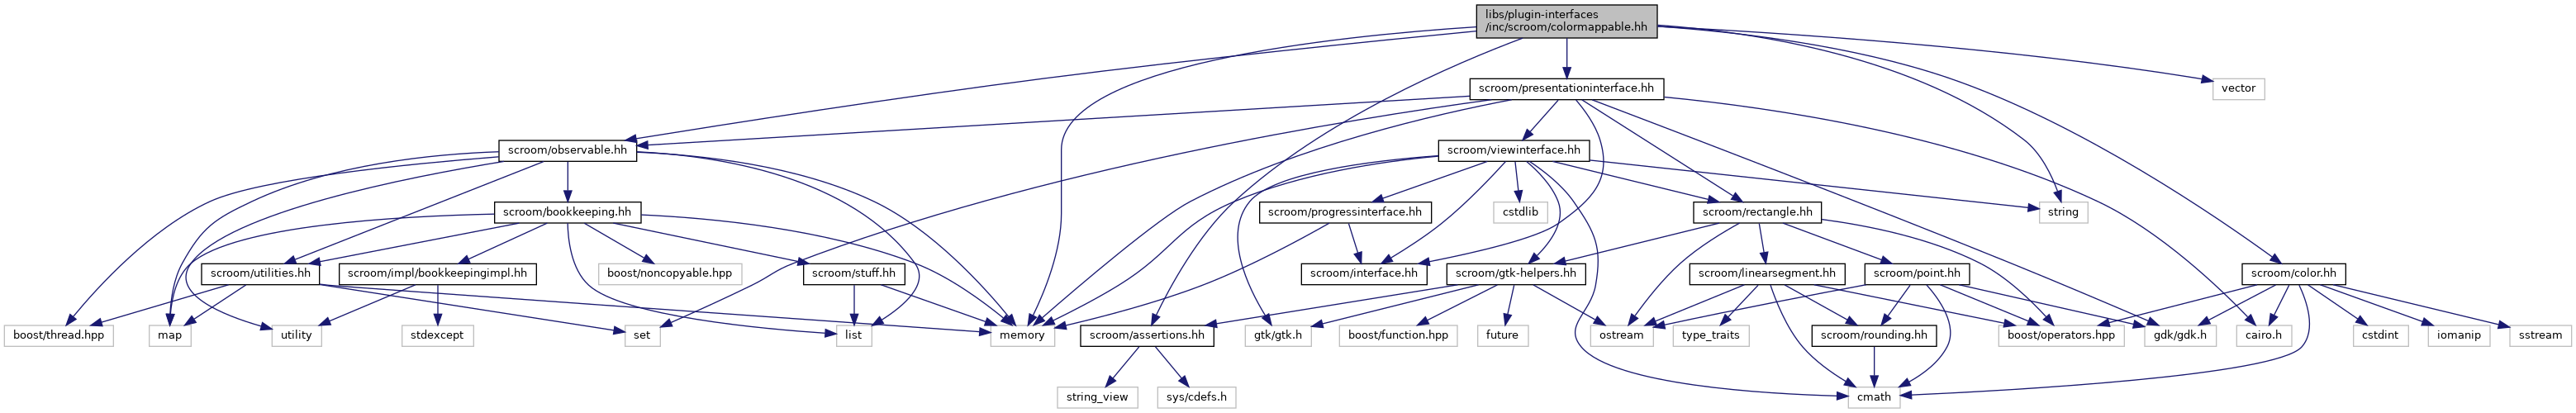 libs/plugin-interfaces
/inc/scroom/colormappable.hh
scroom/presentationinterface.hh
vector
scroom/observable.hh
scroom/viewinterface.hh
scroom/bookkeeping.hh
scroom/progressinterface.hh
cstdlib
scroom/rectangle.hh
string
scroom/utilities.hh
scroom/impl/bookkeepingimpl.hh
boost/noncopyable.hpp
scroom/stuff.hh
scroom/interface.hh
scroom/gtk-helpers.hh
scroom/linearsegment.hh
scroom/point.hh
scroom/color.hh
boost/thread.hpp
map
utility
stdexcept
set
list
memory
scroom/assertions.hh
gtk/gtk.h
boost/function.hpp
future
ostream
type_traits
scroom/rounding.hh
boost/operators.hpp
gdk/gdk.h
cairo.h
cstdint
iomanip
sstream
string_view
sys/cdefs.h
cmath